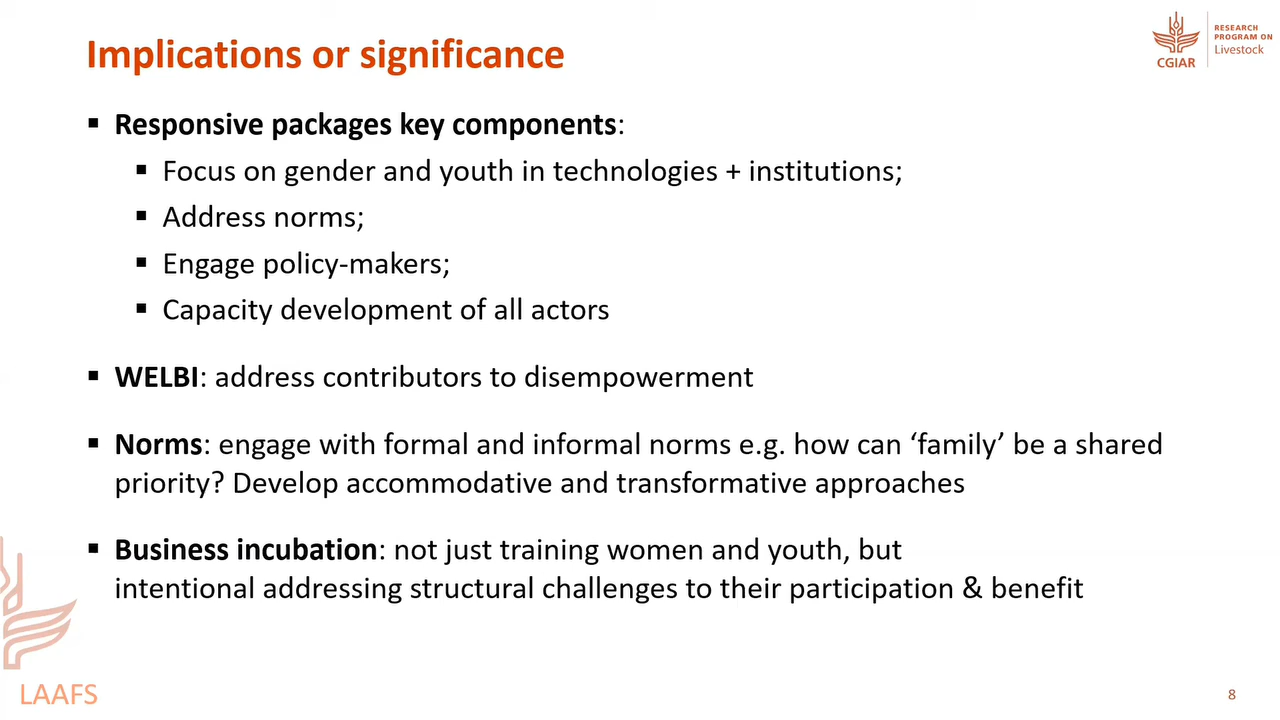 Implications or significance
RESEARCH
PROGRAM ON
Livestock
CGIAR
▪ Responsive packages key components:
▪ Focus on gender and youth in technologies + institutions;
▪ Address norms;
▪ Engage policy-makers;
▪ Capacity development of all actors
▪ WELBI: address contributors to disempowerment
▪ Norms: engage with formal and informal norms e.g. how can ‘family’ be a shared
priority? Develop accommodative and transformative approaches
▪ Business incubation: not just training women and youth, but
intentional addressing structural challenges to their participation & benefit
LAAFS
8